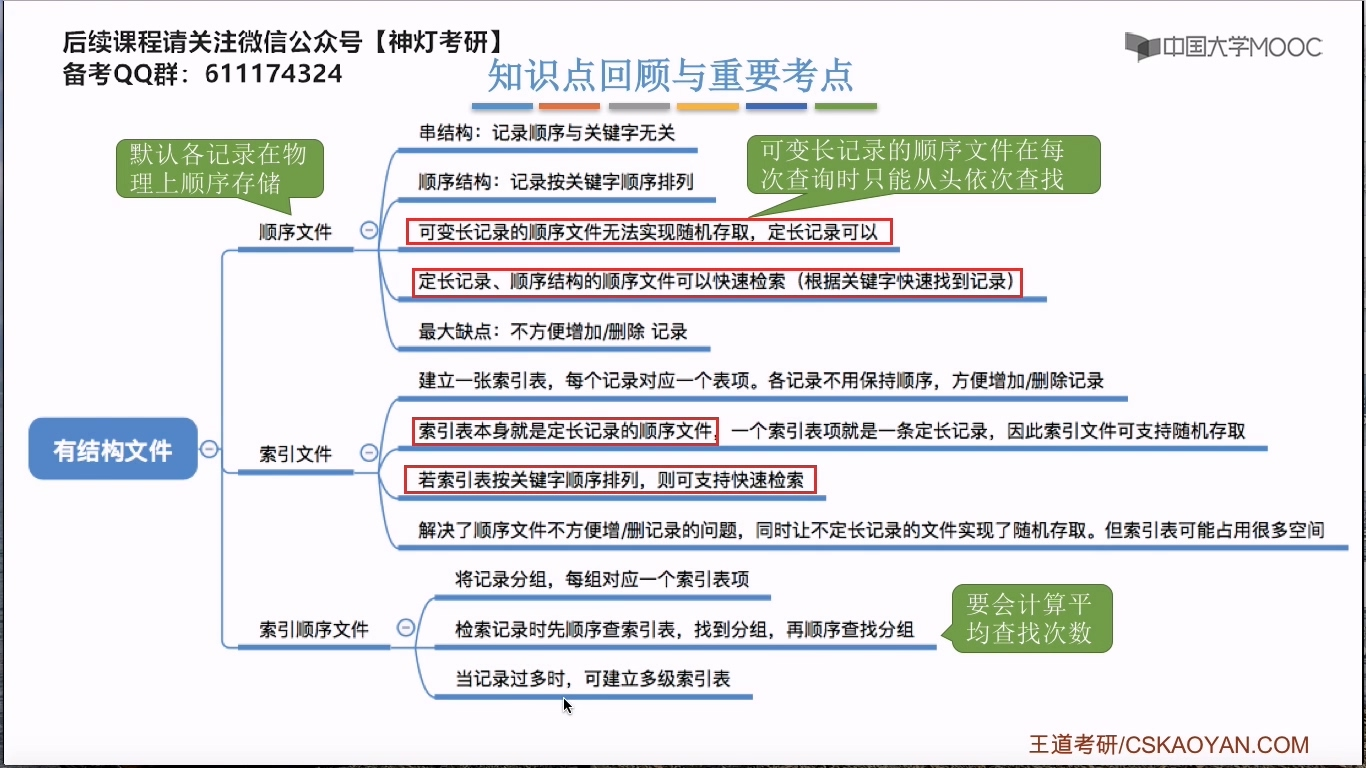 后续课程请关注微信公众号【神灯考研】
备考QQ群：611174324
中国大学MOOC
知识点回顾与重要考点
默认各记录在物
理上顺序存储
可变长记录的顺序文件在每
次查询时只能从头依次查找
有结构文件
顺序文件
串结构：记录顺序与关键字无关
顺序结构：记录按关键字顺序排列
可变长记录的顺序文件无法实现随机存取，定长记录可以
定长记录、顺序结构的顺序文件可以快速检索（根据关键字快速找到记录）
最大缺点：不方便增加/删除 记录
索引文件
建立一张索引表，每个记录对应一个表项。各记录不用保持顺序，方便增加/删除记录
索引表本身就是定长记录的顺序文件，一个索引表项就是一条定长记录，因此索引文件可支持随机存取
若索引表按关键字顺序排列，则可支持快速检索
解决了顺序文件不方便增/删记录的问题，同时让不定长记录的文件实现了随机存取。但索引表可能占用很多空间
索引顺序文件
将记录分组，每组对应一个索引表项
检索记录时先顺序查索引表，找到分组，再顺序查找分组
当记录过多时，可建立多级索引表
要会计算平
均查找次数
王道考研/CSKAOYAN.COM